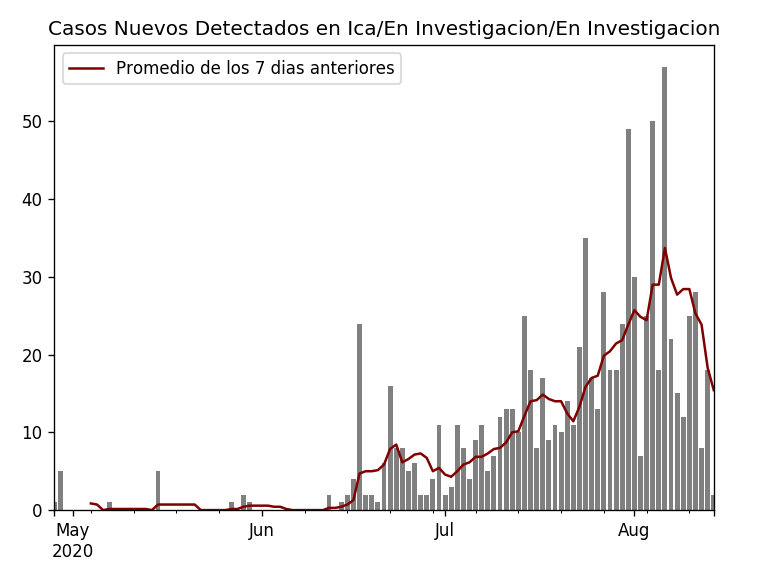 Casos Nuevos Detectados en Ica/En Investigacion/En Investigacion
Promedio de los 7 dias anteriores
50
40
30
20
10
0
May Jun Jul Aug
2020